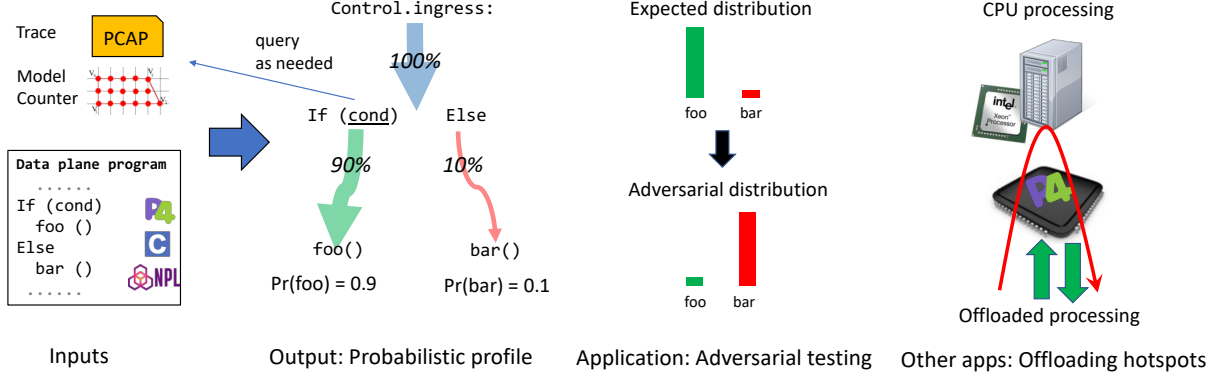 Trace
PCAP
Model
Counter
Data plane program
......
If (cond)
foo ()
Else
bar ()
......
P4
C
NPL
Inputs
Control.ingress:
query
as needed
100%
If (cond)
Else
90%
10%
foo()
bar()
Pr(foo) = 0.9
Pr(bar) = 0.1
Output: Probabilistic profile
Expected distribution
foo
bar
Adversarial distribution
foo
bar
Application: Adversarial testing
CPU processing
intel
Xeon
Processor
P4
Offloaded processing
Other apps: Offloading hotspots